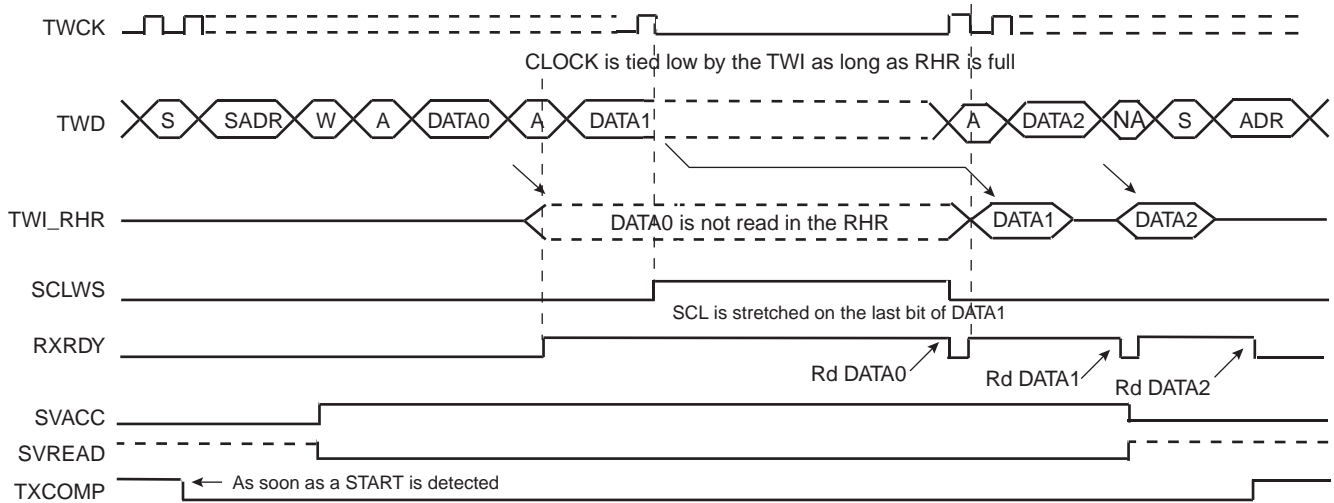 TWCK
CLOCK is tied low by the TWI as long as RHR is full
TWD S SADR W A DATA0 A DATA1 A DATA2 NA S ADR
TWI_RHR DATA0 is not read in the RHR DATA1 DATA2
SCLWS
SCL is stretched on the last bit of DATA1
RXRDY
Rd DATA0 Rd DATA1 Rd DATA2
SVACC
SVREAD
TXCOMP As soon as a START is detected